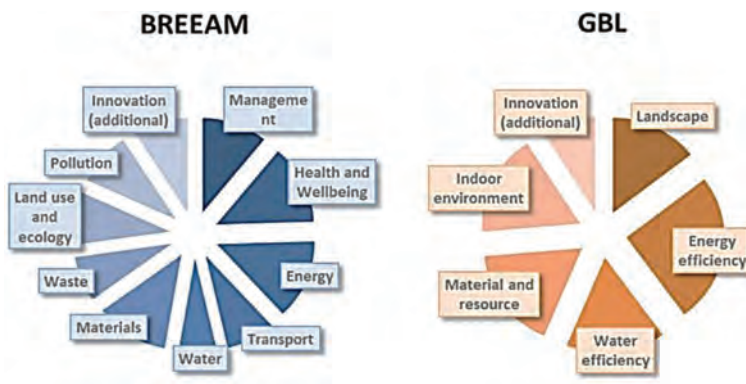 BREEAM
Manageme
nt
Health and
Wellbeing
Energy
Transport
Water
Materials
Waste
Land use
and
ecology
Pollution
Innovation
(additional)
GBL
Landscape
Energy
efficiency
Water
efficiency
Material and
resource
Indoor
environment
Innovation
(additional)